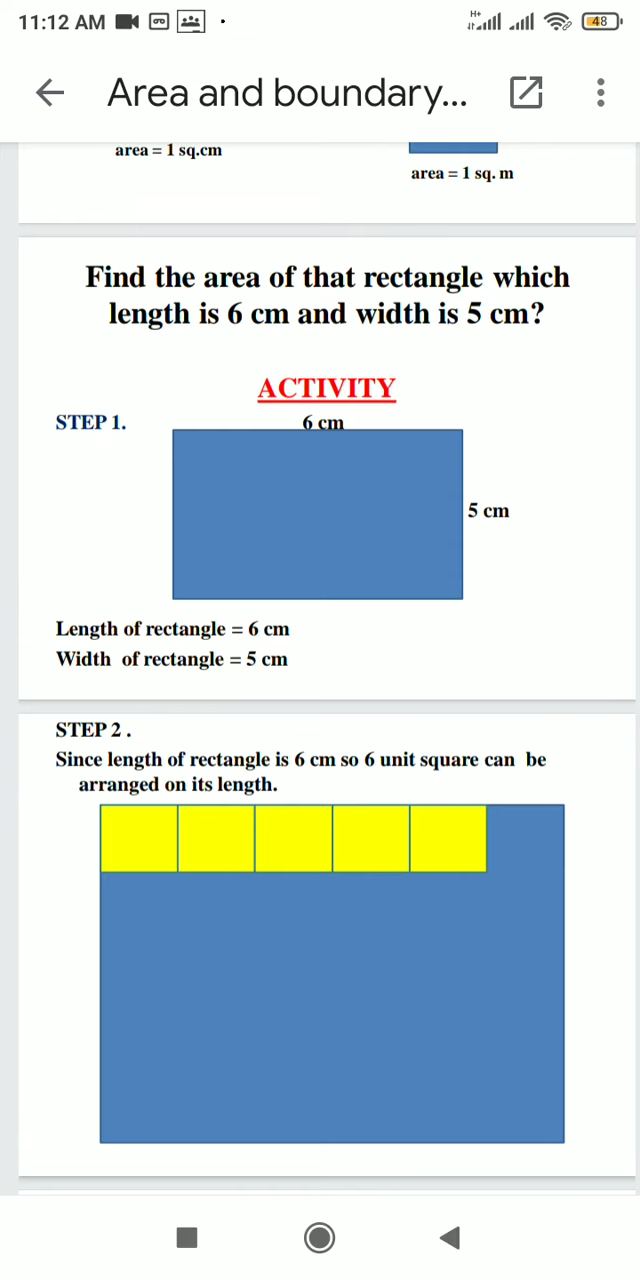 11:12 AM
H+
48
Area and boundary...
area = 1 sq.cm
area = 1 sq. m
Find the area of that rectangle which
length is 6 cm and width is 5 cm?
ACTIVITY
STEP 1.
6 cm
5 cm
Length of rectangle = 6 cm
Width of rectangle = 5 cm
STEP 2 .
Since length of rectangle is 6 cm so 6 unit square can be
arranged on its length.